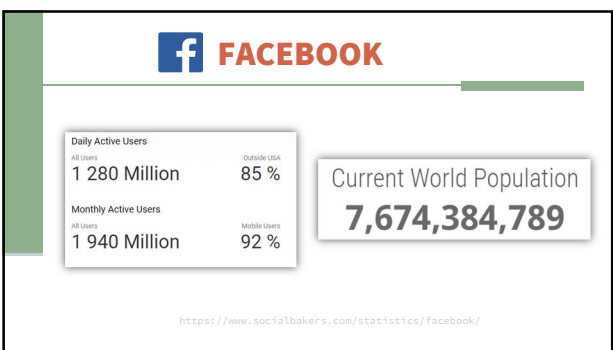 FACEBOOK
Daily Active Users
All Users Outside USA
1 280 Million 85 %
Monthly Active Users
All Users Mobile Users
1 940 Million 92 %
Current World Population
7,674,384,789
https://www.socialbakers.com/statistics/facebook/